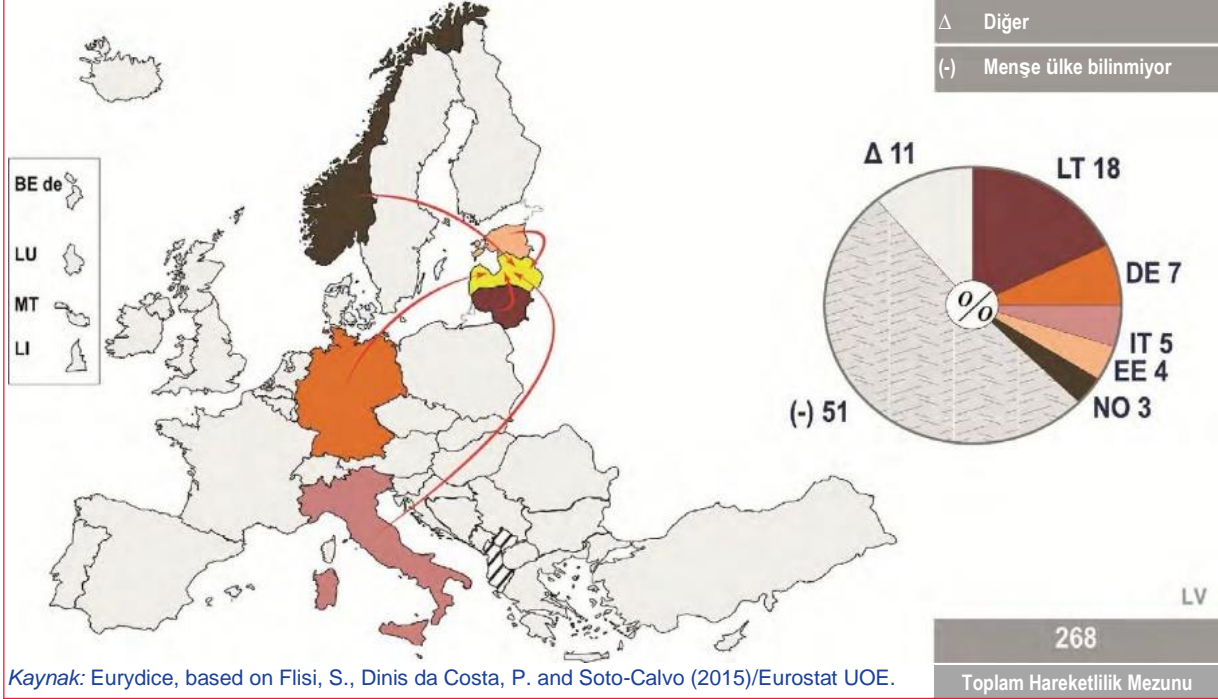 Δ Diğer
(-) Menşe ülke bilinmiyor
BE de
LU
MT
LI
Δ 11
LT 18
DE 7
IT 5
EE 4
NO 3
(-) 51
%
LV
268
Toplam Hareketlilik Mezunu
Kaynak: Eurydice, based on Flisi, S., Dinis da Costa, P. and Soto-Calvo (2015)/Eurostat UOE.